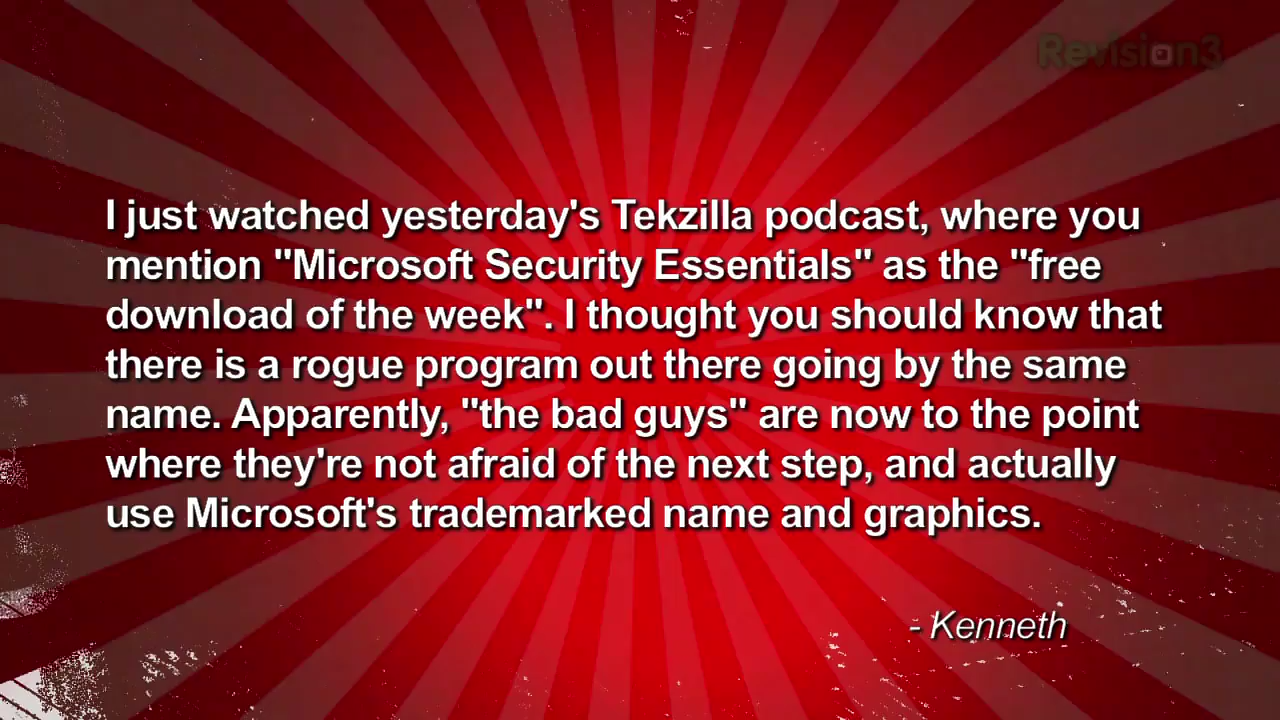 Revision3
I just watched yesterday's Tekzilla podcast, where you
mention "Microsoft Security Essentials" as the "free
download of the week". I thought you should know that
there is a rogue program out there going by the same
name. Apparently, "the bad guys" are now to the point
where they're not afraid of the next step, and actually
use Microsoft's trademarked name and graphics.
- Kenneth